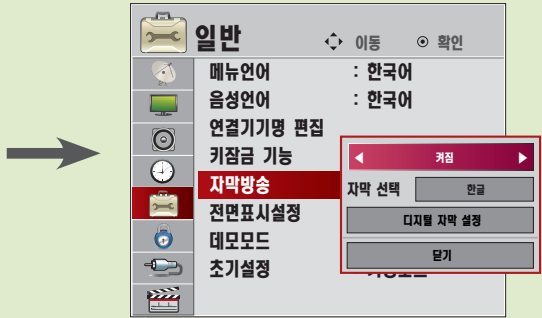 일반 이동 확인
메뉴언어 : 한국어
음성언어 : 한국어
연결기기명 편집
키잠금 기능
자막방송
전면표시설정
데모모드
초기설정
켜짐
자막 선택 한글
디지털 자막 설정
닫기